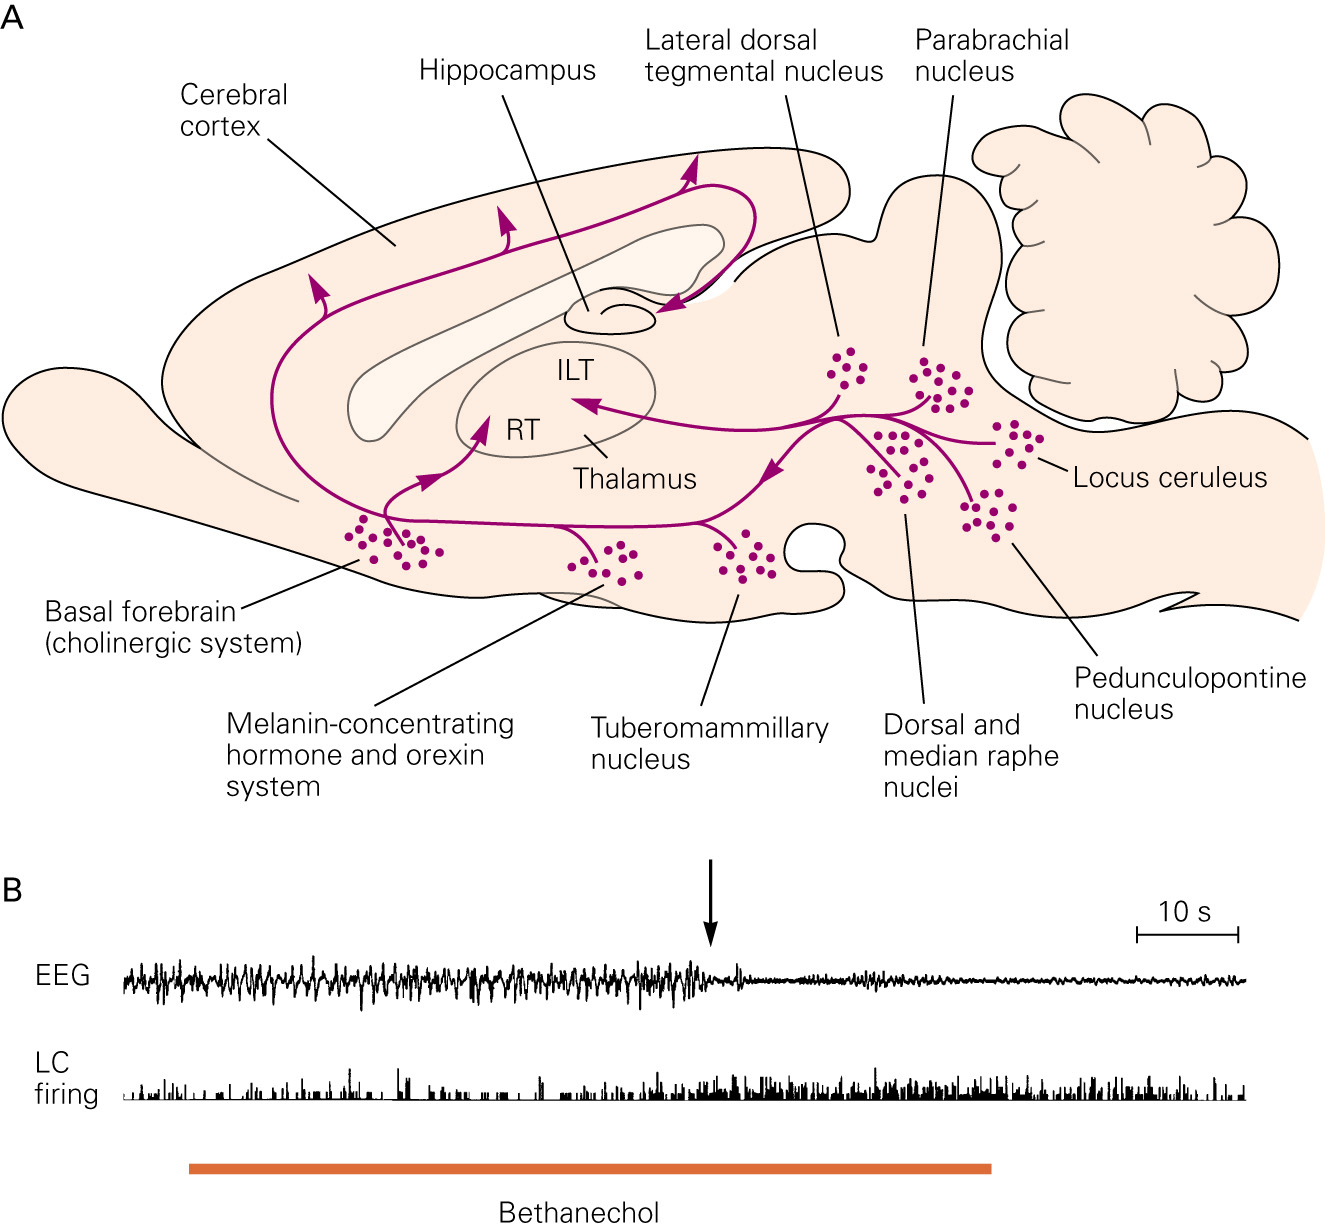 A
Lateral dorsal
tegmental nucleus
Parabrachial
nucleus
Hippocampus
Cerebral
cortex
ILT
RT
Thalamus
Locus ceruleus
Basal forebrain
(cholinergic system)
Melanin-concentrating
hormone and orexin
system
Tuberomammillary
nucleus
Dorsal and
median raphe
nuclei
Pedunculopontine
nucleus
B
10 s
EEG
LC
firing
Bethanechol